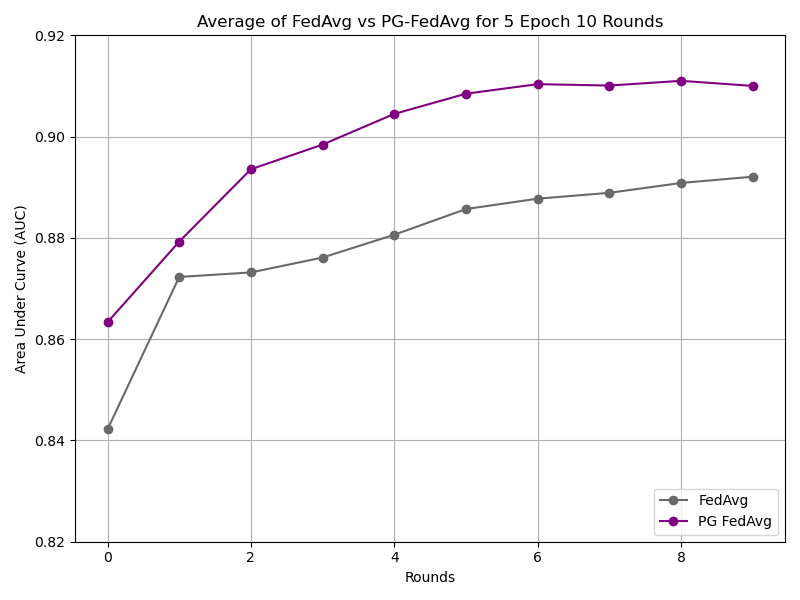 Average of FedAvg vs PG-FedAvg for 5 Epoch 10 Rounds
0.92
0.90
0.88
0.86
0.84
0.82
Area Under Curve (AUC)
FedAvg
PG FedAvg
0 2 4 6 8
Rounds